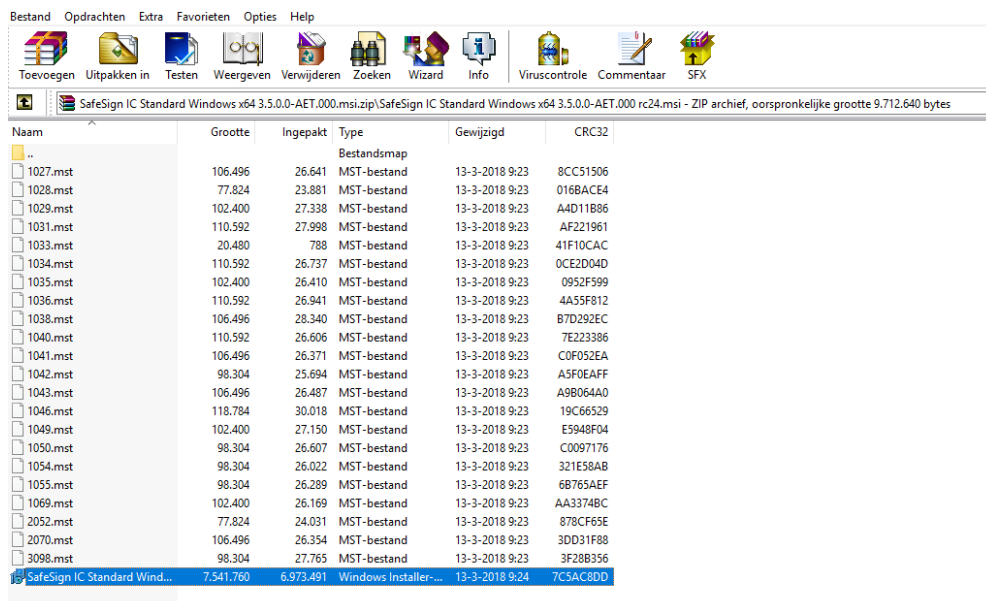 Bestand Opdrachten Extra Favorieten Opties Help
Toevoegen Uitpakken in Testen Weergeven Verwijderen Zoeken Wizard Info Viruscontrole Commentaar SFX
SafeSign IC Standard Windows x64 3.5.0.0-AET.000.msi.zip\SafeSign IC Standard Windows x64 3.5.0.0-AET.000 rc24.msi - ZIP archief, oorspronkelijke grootte 9.712.640 bytes
Naam Grootte Ingepakt Type Gewijzigd CRC32
.. Bestandsmap
1027.mst 106.496 26.641 MST-bestand 13-3-2018 9:23 8CC51506
1028.mst 77.824 23.881 MST-bestand 13-3-2018 9:23 016BACE4
1029.mst 102.400 27.338 MST-bestand 13-3-2018 9:23 A4D11B86
1031.mst 110.592 27.998 MST-bestand 13-3-2018 9:23 AF221961
1033.mst 20.480 788 MST-bestand 13-3-2018 9:23 41F10CAC
1034.mst 110.592 26.737 MST-bestand 13-3-2018 9:23 0CE2D04D
1035.mst 102.400 26.410 MST-bestand 13-3-2018 9:23 0952F599
1036.mst 110.592 26.941 MST-bestand 13-3-2018 9:23 4A55F812
1038.mst 106.496 28.340 MST-bestand 13-3-2018 9:23 B7D292EC
1040.mst 110.592 26.606 MST-bestand 13-3-2018 9:23 7E223386
1041.mst 106.496 26.371 MST-bestand 13-3-2018 9:23 C0F052EA
1042.mst 98.304 25.694 MST-bestand 13-3-2018 9:23 A5F0EAFF
1043.mst 106.496 26.487 MST-bestand 13-3-2018 9:23 A9B064A0
1046.mst 118.784 30.018 MST-bestand 13-3-2018 9:23 19C66529
1049.mst 102.400 27.150 MST-bestand 13-3-2018 9:23 E5948F04
1050.mst 98.304 26.607 MST-bestand 13-3-2018 9:23 C0097176
1054.mst 98.304 26.022 MST-bestand 13-3-2018 9:23 321E58AB
1055.mst 98.304 26.289 MST-bestand 13-3-2018 9:23 6B765AEF
1069.mst 102.400 26.169 MST-bestand 13-3-2018 9:23 AA3374BC
2052.mst 77.824 24.031 MST-bestand 13-3-2018 9:23 878CF65E
2070.mst 106.496 26.354 MST-bestand 13-3-2018 9:23 3DD31F88
3098.mst 98.304 27.765 MST-bestand 13-3-2018 9:23 3F28B356
SafeSign IC Standard Wind... 7.541.760 6.973.491 Windows Installer-... 13-3-2018 9:24 7C5AC8DD